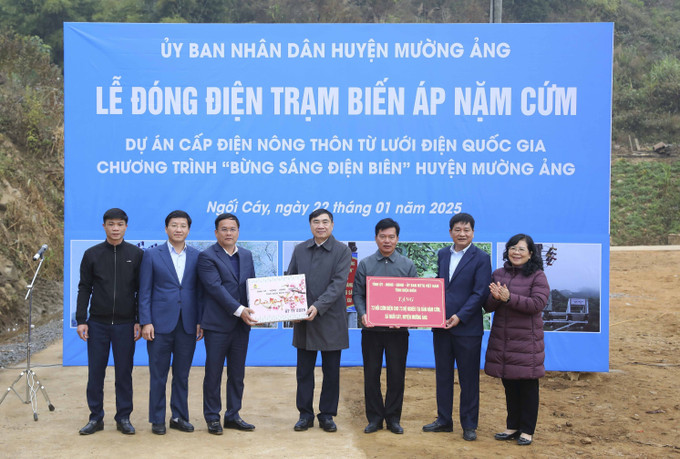 ỦY BAN NHÂN DÂN HUYỆN MƯỜNG ẢNG
LỄ ĐÓNG ĐIỆN TRẠM BIẾN ÁP NẶM CỨM
DỰ ÁN CẤP ĐIỆN NÔNG THÔN TỪ LƯỚI ĐIỆN QUỐC GIA
CHƯƠNG TRÌNH “BỪNG SÁNG ĐIỆN BIÊN” HUYỆN MƯỜNG ẢNG
Ngối Cáy, ngày 22 tháng 01 năm 2025
TẶNG